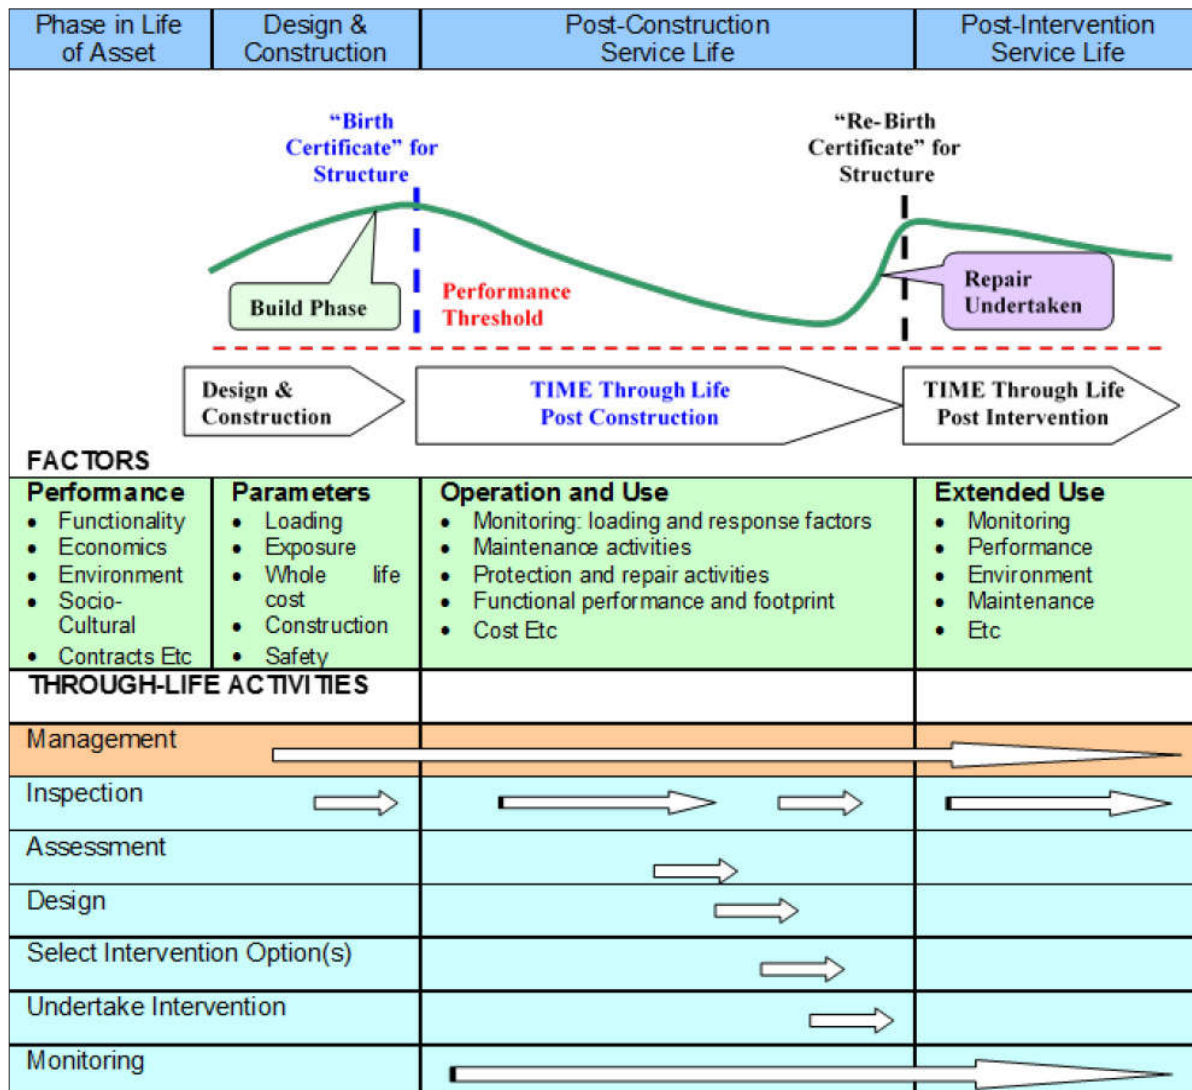 Phase in Life
of Asset
Design &
Construction
Post-Construction
Service Life
Post-Intervention
Service Life
“Birth
Certificate” for
Structure
“Re-Birth
Certificate” for
Structure
Build Phase
Performance
Threshold
Repair
Undertaken
Design &
Construction
TIME Through Life
Post Construction
TIME Through Life
Post Intervention
FACTORS
Performance
• Functionality
• Economics
• Environment
• Socio-
Cultural
• Contracts Etc
Parameters
• Loading
• Exposure
• Whole life
cost
• Construction
• Safety
Operation and Use
• Monitoring: loading and response factors
• Maintenance activities
• Protection and repair activities
• Functional performance and footprint
• Cost Etc
Extended Use
• Monitoring
• Performance
• Environment
• Maintenance
• Etc
THROUGH-LIFE ACTIVITIES
Management
Inspection
Assessment
Design
Select Intervention Option(s)
Undertake Intervention
Monitoring